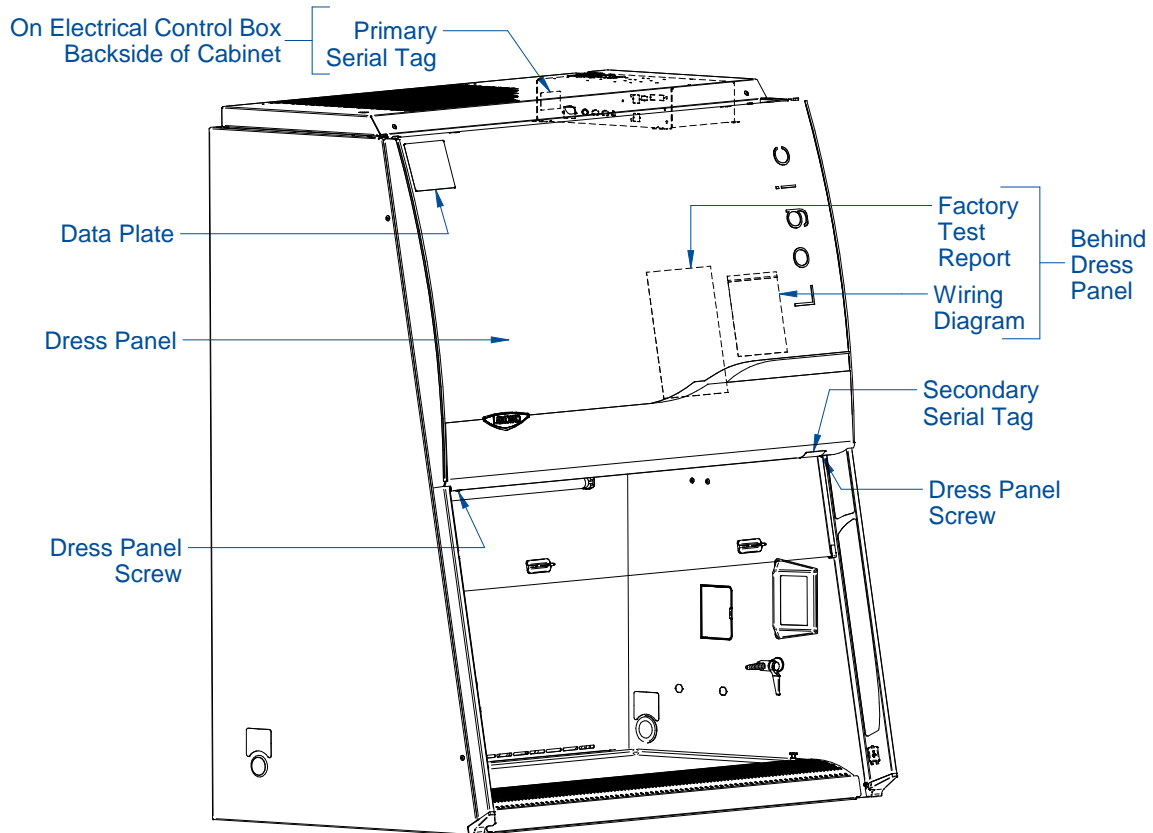 On Electrical Control Box
Backside of Cabinet
Primary
Serial Tag
Data Plate
Factory
Test
Report
Behind
Dress
Panel
Wiring
Diagram
Dress Panel
Secondary
Serial Tag
Dress Panel
Screw
Dress Panel
Screw
Logic